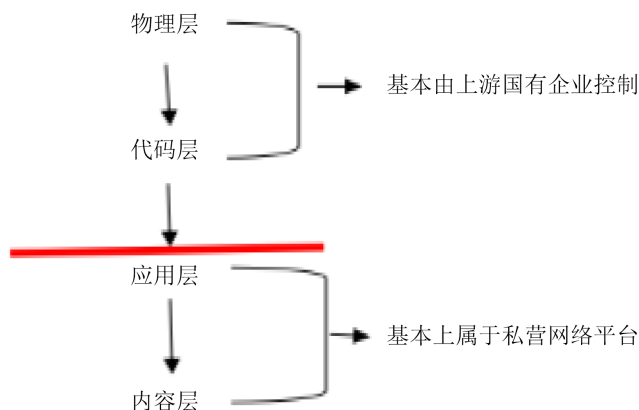 物理层
基本由上游国有企业控制
代码层
应用层
基本上属于私营网络平台
内容层